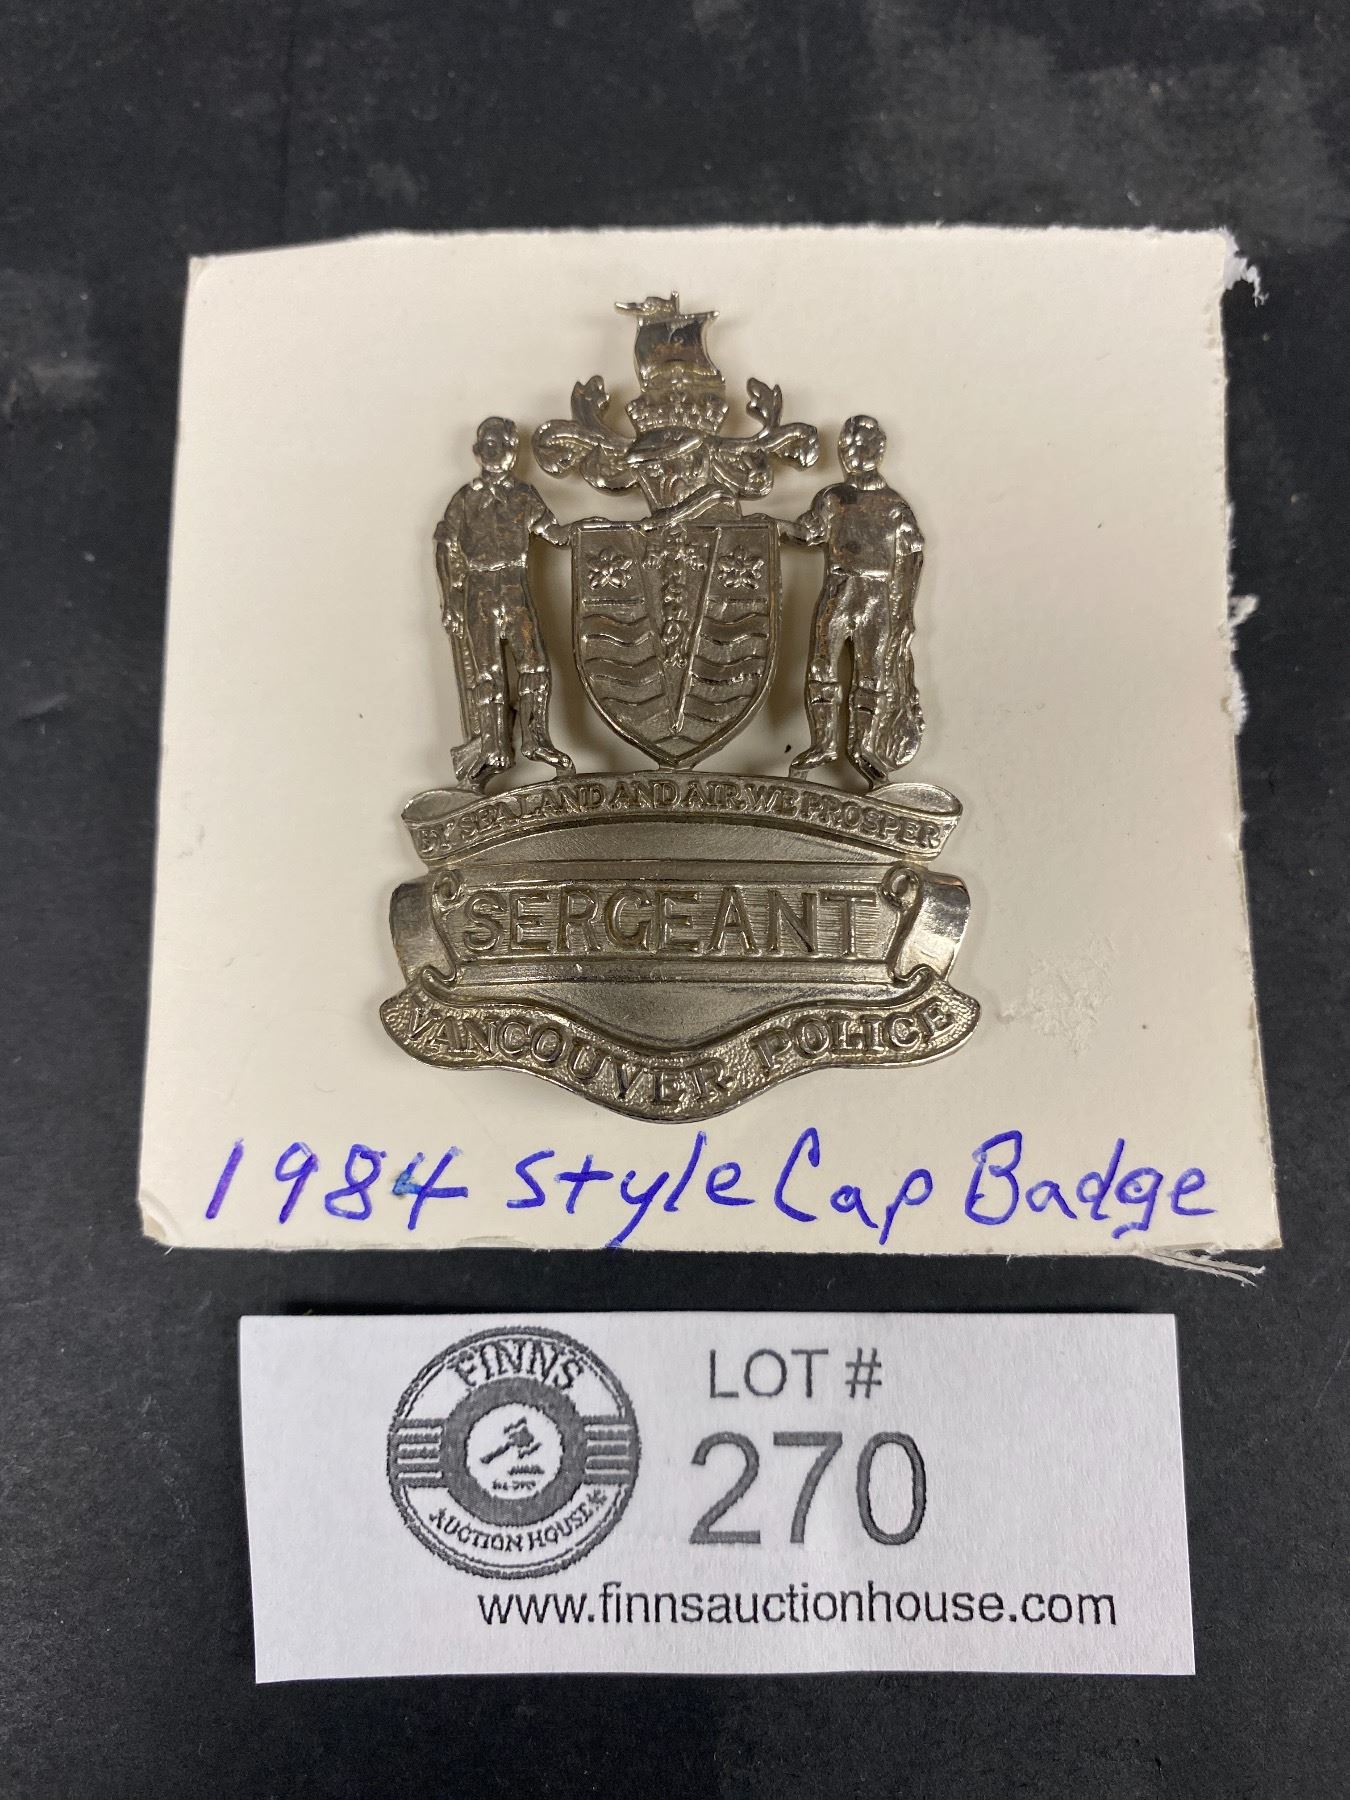 BY SEA LAND AND AIR WE PROSPER
SERGEANT
VANCOUVER POLICE
1984 Style Cap Badge
FINNS
AUCTION HOUSE
LOT #
270
www.finnsauctionhouse.com